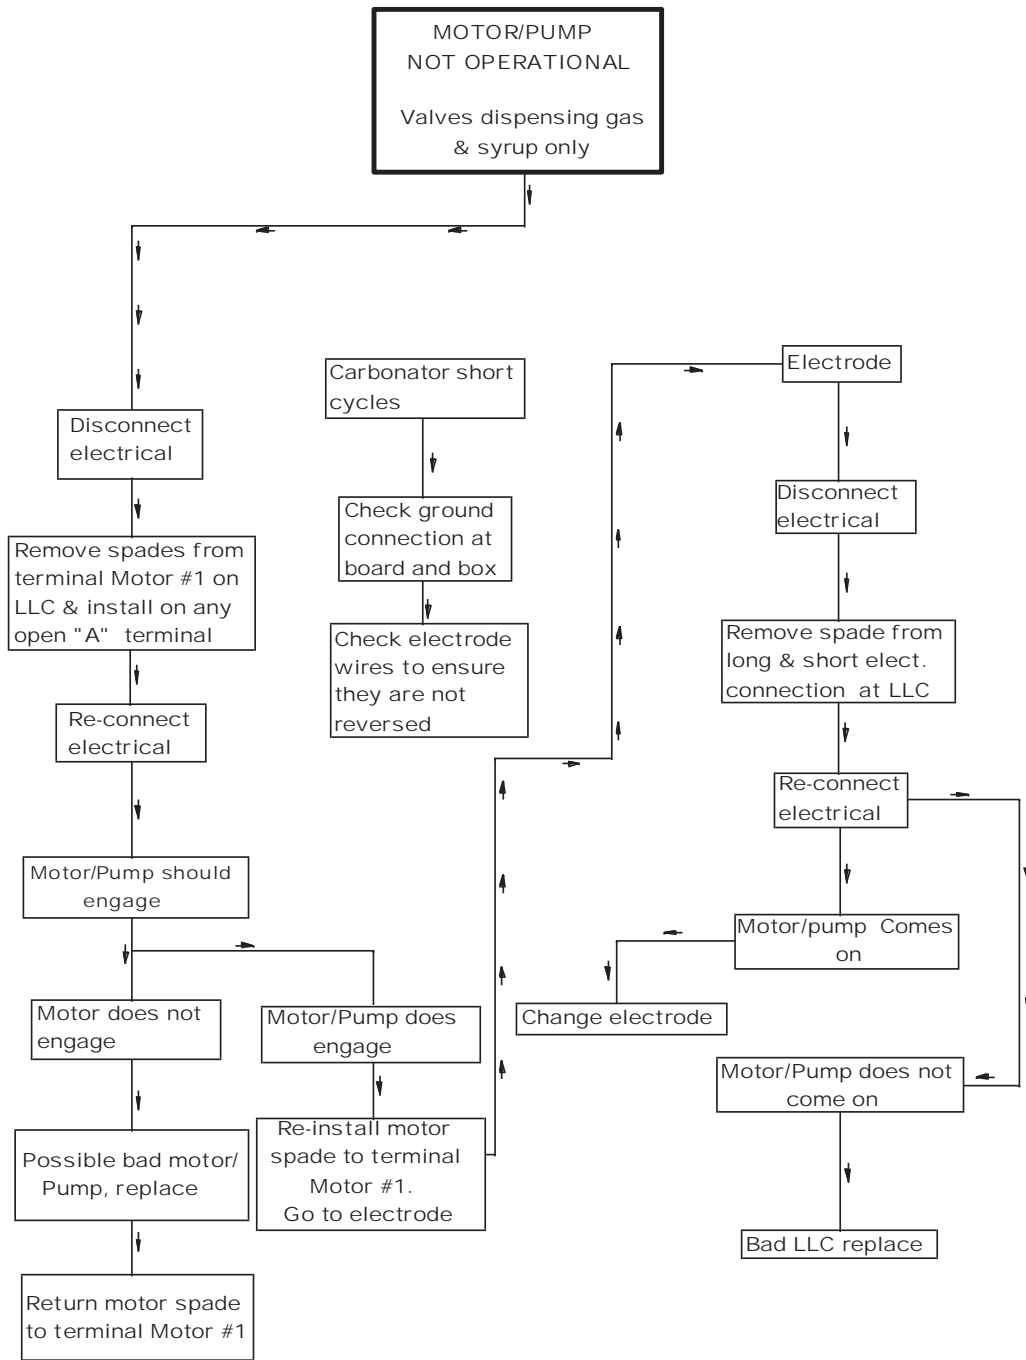 MOTOR/PUMP
NOT OPERATIONAL
Valves dispensing gas
& syrup only
Disconnect
electrical
Remove spades from
terminal Motor #1 on
LLC & install on any
open "A" terminal
Re-connect
electrical
Motor/Pump should
engage
Motor does not
engage
Possible bad motor/
Pump, replace
Return motor spade
to terminal Motor #1
Motor/Pump does
engage
Re-install motor
spade to terminal
Motor #1.
Go to electrode
Carbonator short
cycles
Check ground
connection at
board and box
Check electrode
wires to ensure
they are not
reversed
Electrode
Disconnect
electrical
Remove spade from
long & short elect.
connection at LLC
Re-connect
electrical
Motor/pump Comes
on
Change electrode
Motor/Pump does not
come on
Bad LLC replace